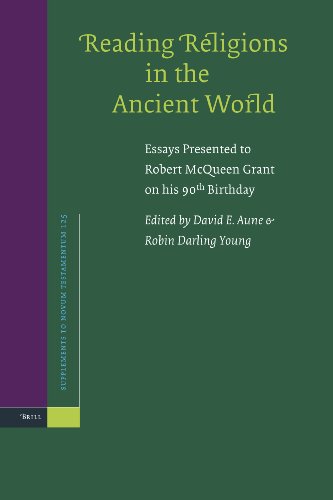 Reading Religions
in the
Ancient World
Essays Presented to
Robert McQueen Grant
on his 90th Birthday
Edited by David E. Aune &
Robin Darling Young
SUPPLEMENTS TO NOVUM TESTAMENTUM 125
BRILL